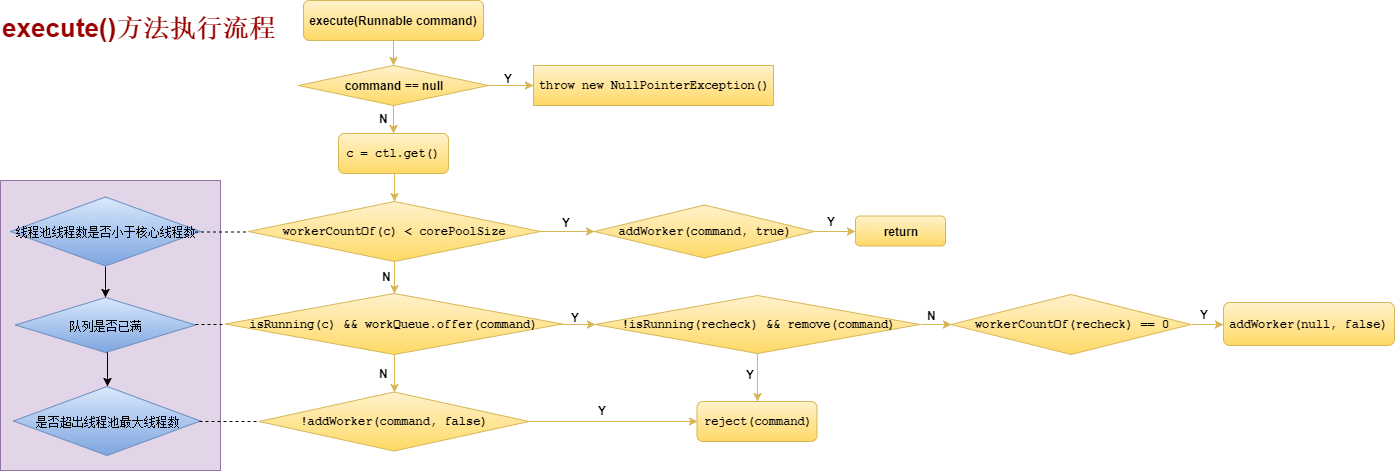 execute()方法执行流程
execute(Runnable command)
command == null
Y
throw new NullPointerException()
N
c = ctl.get()
线程池线程数是否小于核心线程数
workerCountOf(c) < corePoolSize
Y
addWorker(command, true)
Y
return
N
队列是否已满
isRunning(c) && workQueue.offer(command)
Y
!isRunning(recheck) && remove(command)
N
workerCountOf(recheck) == 0
Y
addWorker(null, false)
N
Y
是否超出线程池最大线程数
!addWorker(command, false)
Y
reject(command)